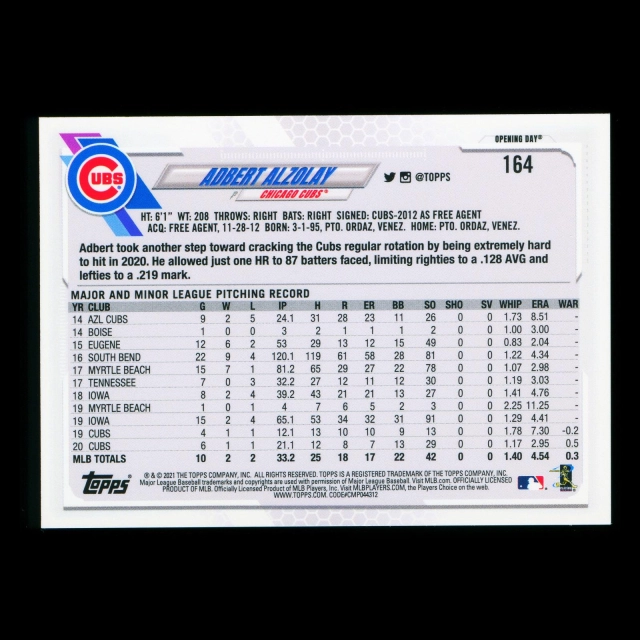 OPENING DAY®
164
CUBS
ADBERT ALZOLAY
CHICAGO CUBS®
@TOPPS
HT: 6'1" WT: 208 THROWS: RIGHT BATS: RIGHT SIGNED: CUBS-2012 AS FREE AGENT
ACQ: FREE AGENT, 11-28-12 BORN: 3-1-95, PTO. ORDAZ, VENEZ. HOME: PTO. ORDAZ, VENEZ.
Adbert took another step toward cracking the Cubs regular rotation by being extremely hard
to hit in 2020. He allowed just one HR to 87 batters faced, limiting righties to a .128 AVG and
lefties to a .219 mark.
MAJOR AND MINOR LEAGUE PITCHING RECORD
YR CLUB G W L IP H R ER BB SO SHO SV WHIP ERA WAR
14 AZL CUBS 9 2 5 24.1 31 28 23 11 26 0 0 1.73 8.51 -
14 BOISE 1 0 0 3 2 1 1 1 2 0 0 1.00 3.00 -
15 EUGENE 12 6 2 53 29 13 12 15 49 0 0 0.83 2.04 -
16 SOUTH BEND 22 9 4 120.1 119 61 58 28 81 0 0 1.22 4.34 -
17 MYRTLE BEACH 15 7 1 81.2 65 29 27 22 78 0 0 1.07 2.98 -
17 TENNESSEE 7 0 3 32.2 27 12 11 12 30 0 0 1.19 3.03 -
18 IOWA 8 2 4 39.2 43 21 21 13 27 0 0 1.41 4.76 -
19 MYRTLE BEACH 1 0 1 4 7 6 5 2 3 0 0 2.25 11.25 -
19 IOWA 15 2 4 65.1 53 34 32 31 91 0 0 1.29 4.41 -
19 CUBS 4 1 1 12.1 13 10 10 9 13 0 0 1.78 7.30 -0.2
20 CUBS 6 1 1 21.1 12 8 7 13 29 0 0 1.17 2.95 0.5
MLB TOTALS 10 2 2 33.2 25 18 17 22 42 0 0 1.40 4.54 0.3
Topps
® & © 2021 THE TOPPS COMPANY, INC. ALL RIGHTS RESERVED. TOPPS IS A REGISTERED TRADEMARK OF THE TOPPS COMPANY, INC.
Major League Baseball trademarks and copyrights are used with permission of Major League Baseball. Visit MLB.com. OFFICIALLY LICENSED
PRODUCT OF MLB Players, Inc. Visit MLBPLAYERS.com, the Players Choice on the web.
WWW.TOPPS.COM. CODE#CMP044312